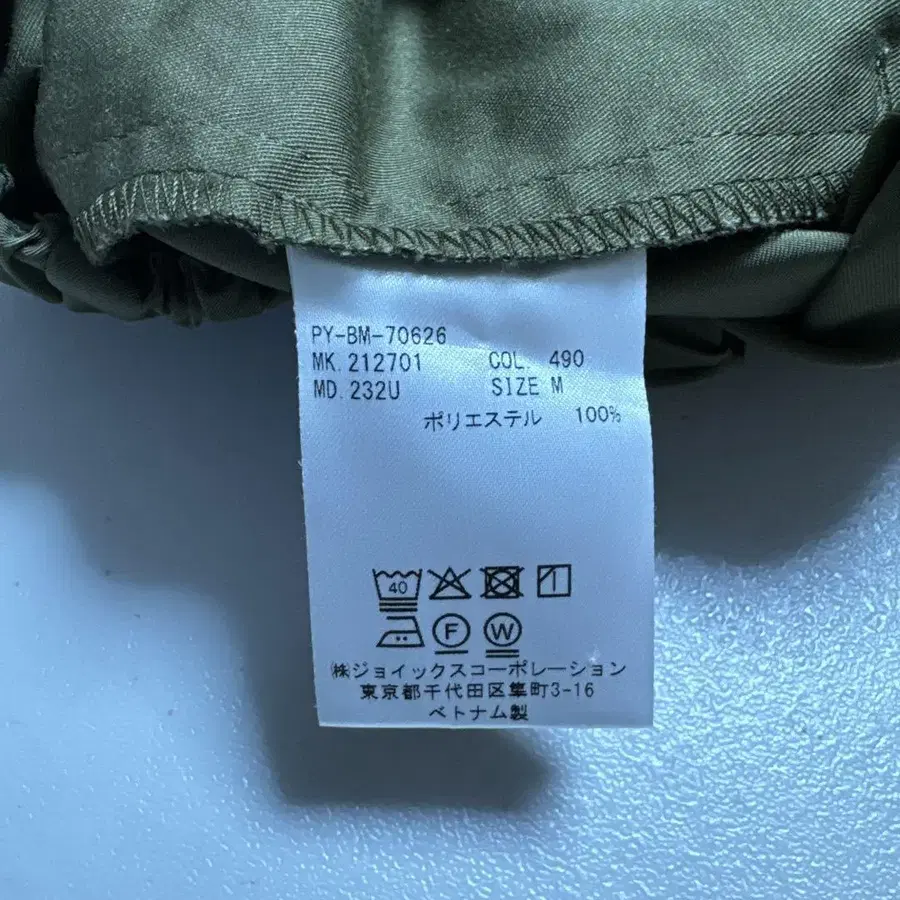 PY-BM-70626
MK. 212701 COL. 490
MD. 232U SIZE M
ポリエステル 100%
40
F W
㈱ジョイックスコーポレーション
東京都千代田区隼町3-16
ベトナム製